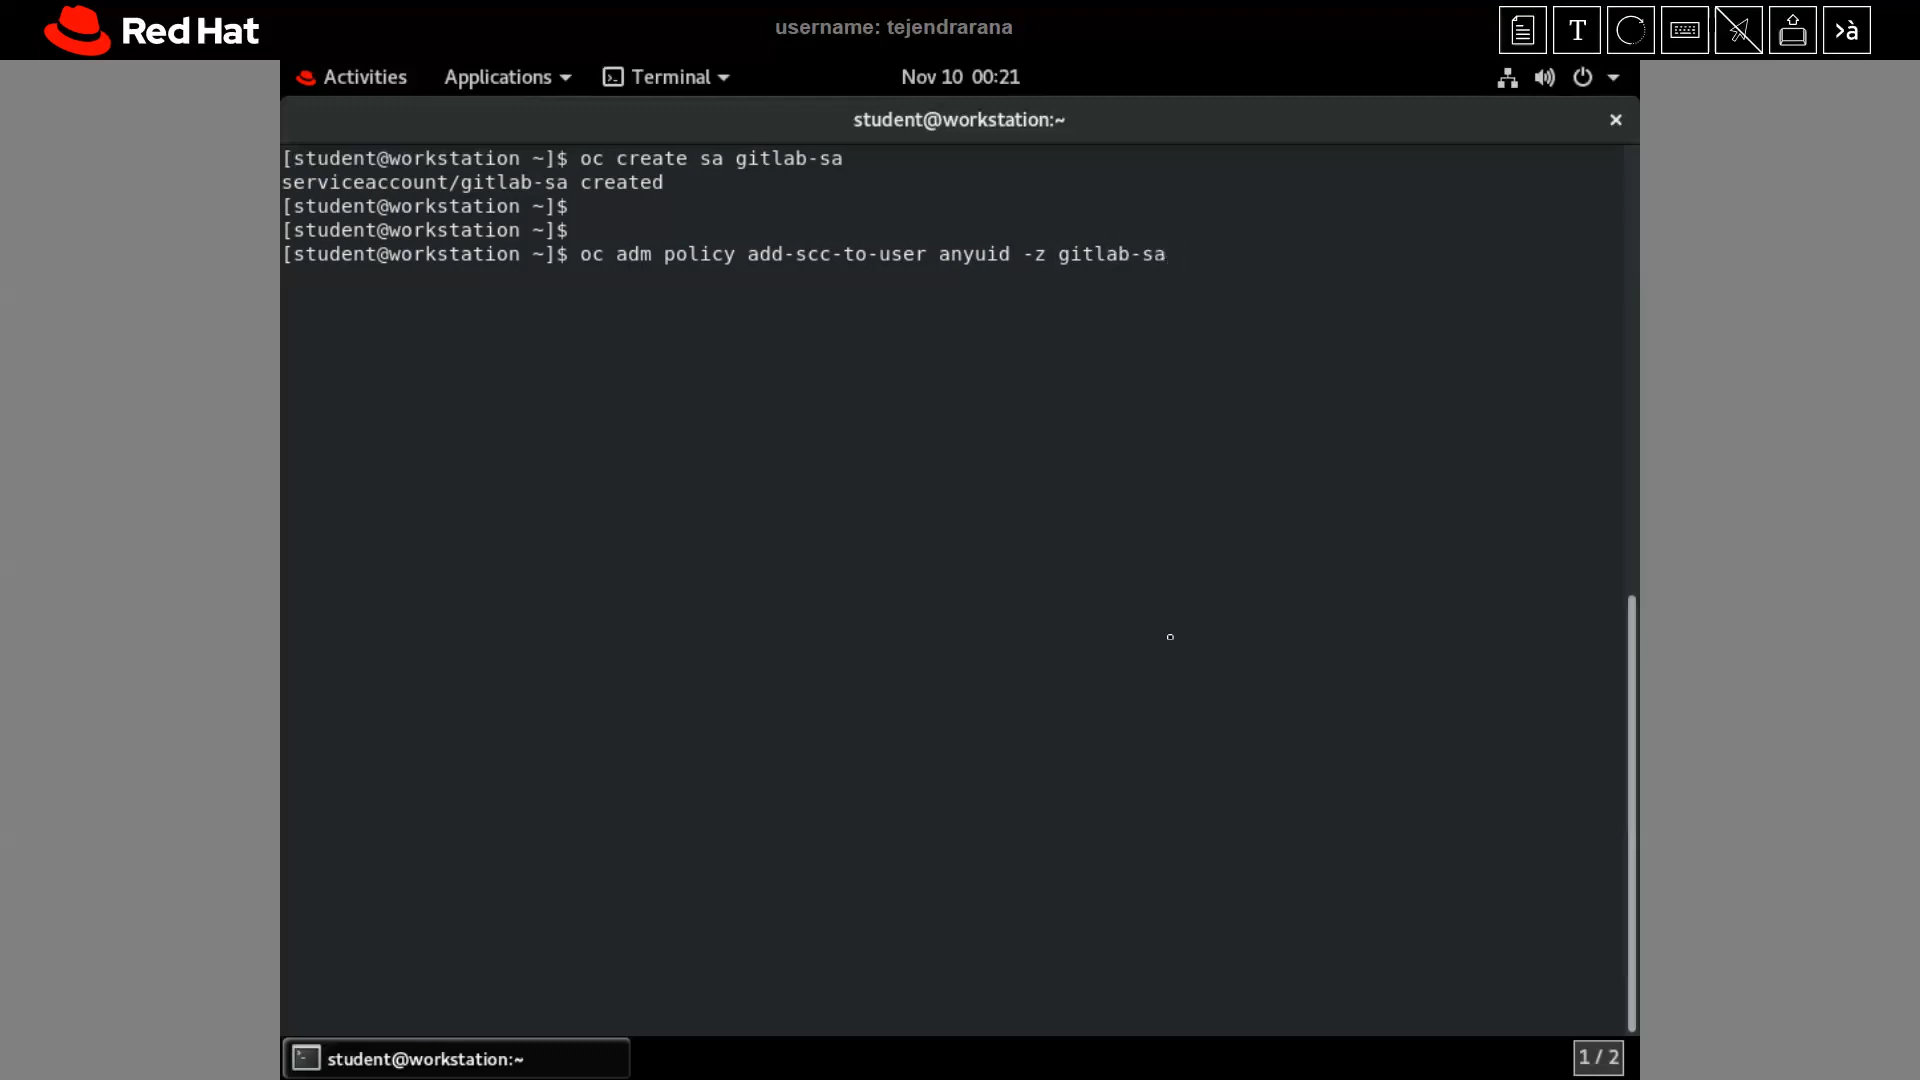 Red Hat
username: tejendrarana
T
>à
Activities Applications Terminal Nov 10 00:21
student@workstation:~
[student@workstation ~]$ oc create sa gitlab-sa
serviceaccount/gitlab-sa created
[student@workstation ~]$
[student@workstation ~]$
[student@workstation ~]$ oc adm policy add-scc-to-user anyuid -z gitlab-sa
student@workstation:~
1 / 2